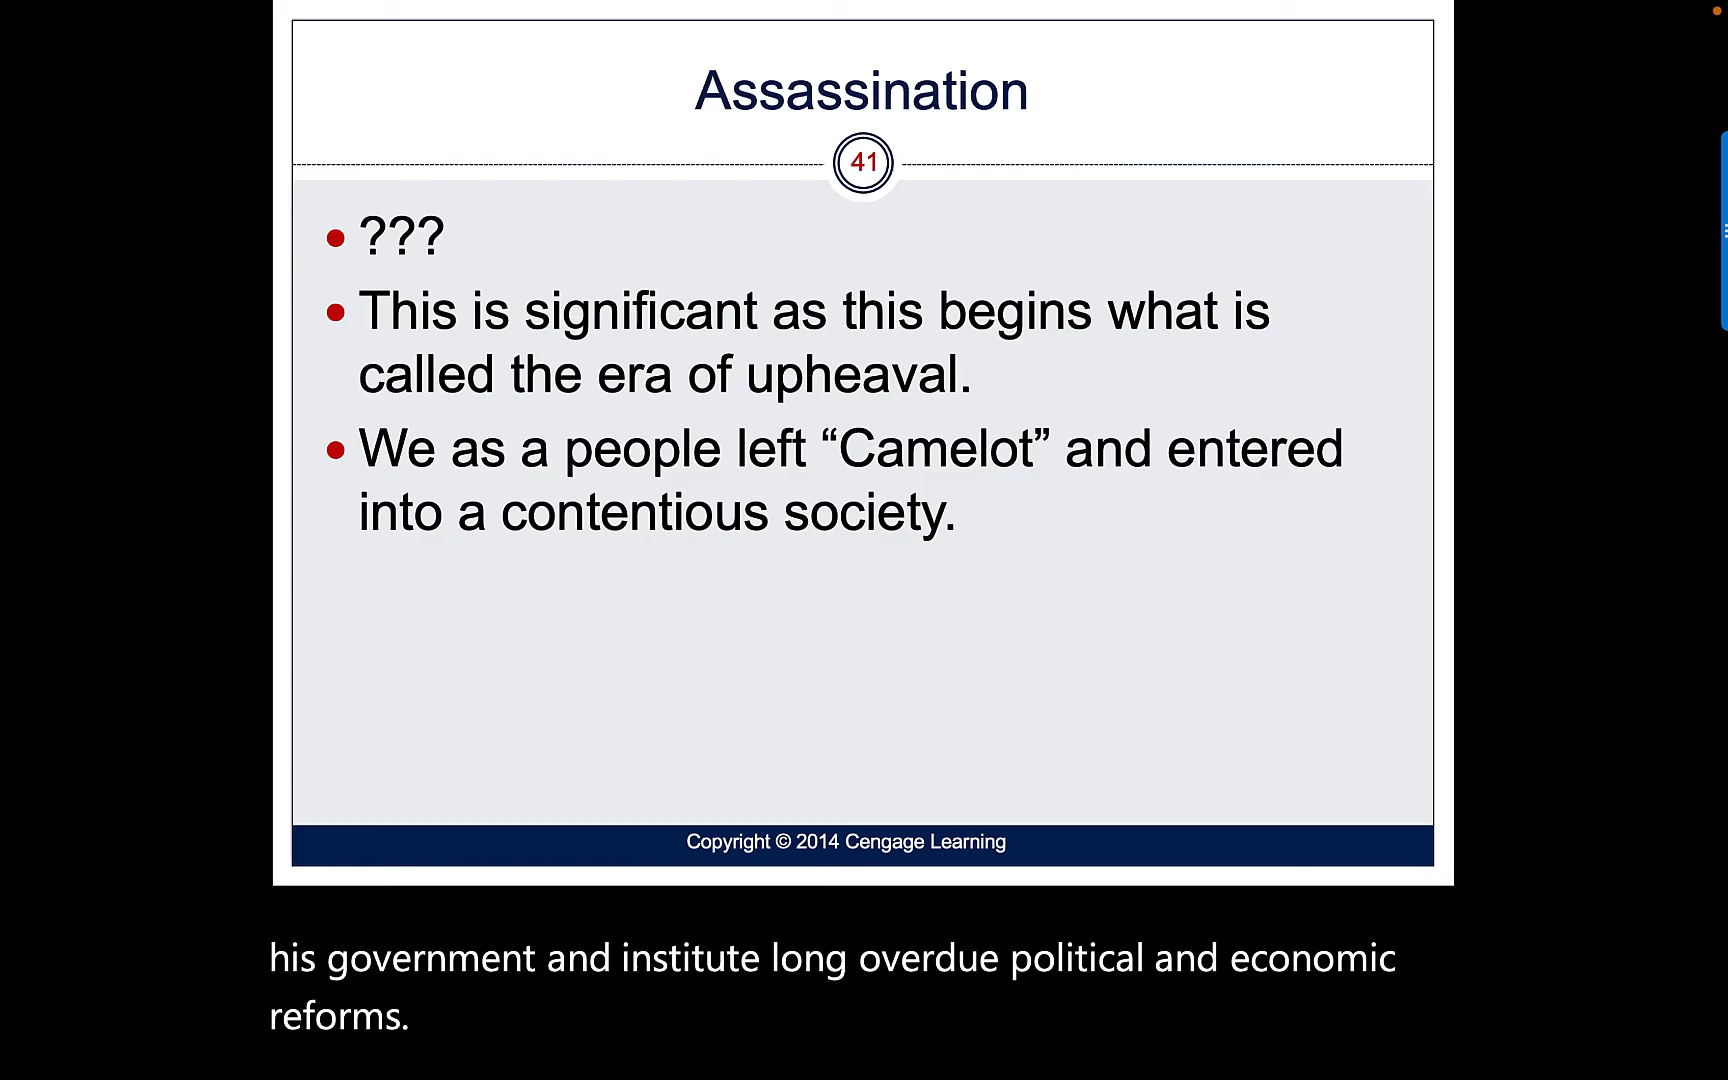 Assassination
41
• ???
• This is significant as this begins what is
called the era of upheaval.
• We as a people left “Camelot” and entered
into a contentious society.
Copyright © 2014 Cengage Learning
his government and institute long overdue political and economic
reforms.